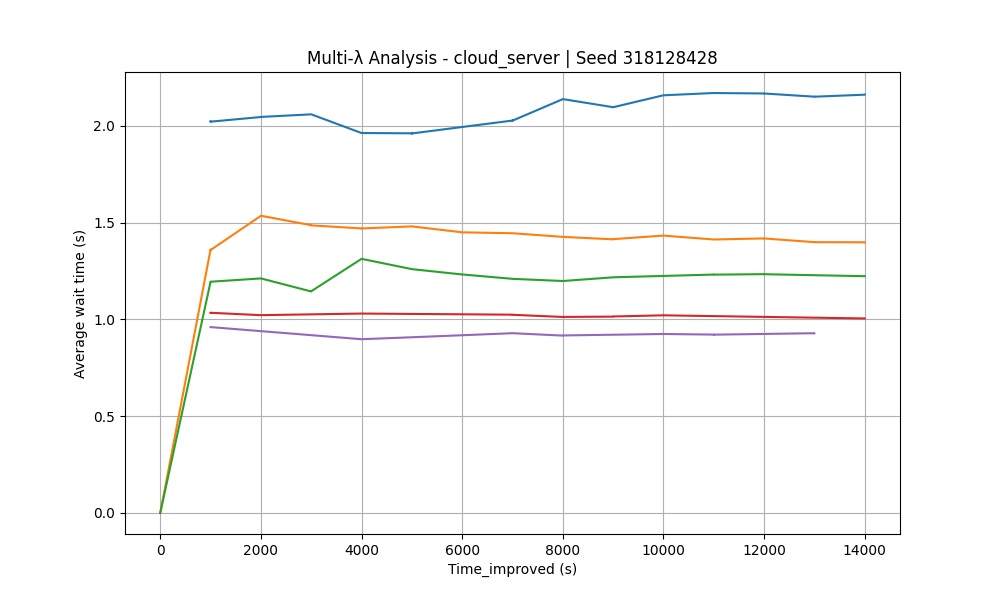 Multi-λ Analysis - cloud_server | Seed 318128428
Average wait time (s)
2.0
1.5
1.0
0.5
0.0
0 2000 4000 6000 8000 10000 12000 14000
Time_improved (s)